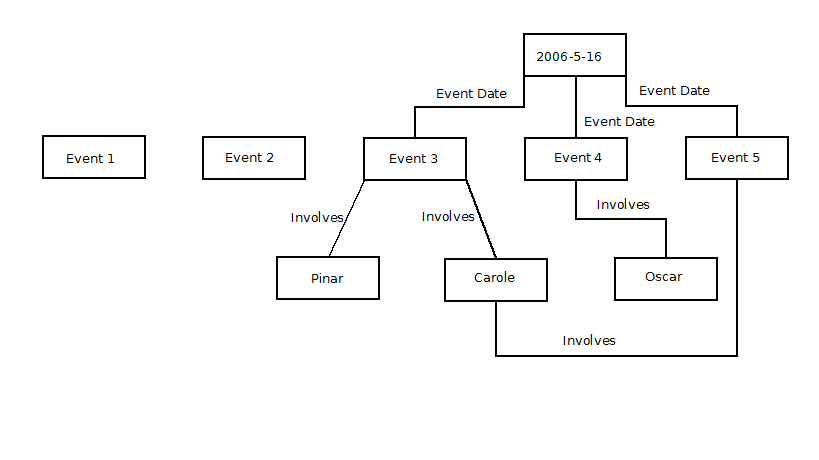 2006-5-16
Event Date
Event Date
Event Date
Event 1
Event 2
Event 3
Event 4
Event 5
Involves
Involves
Involves
Pinar
Carole
Oscar
Involves